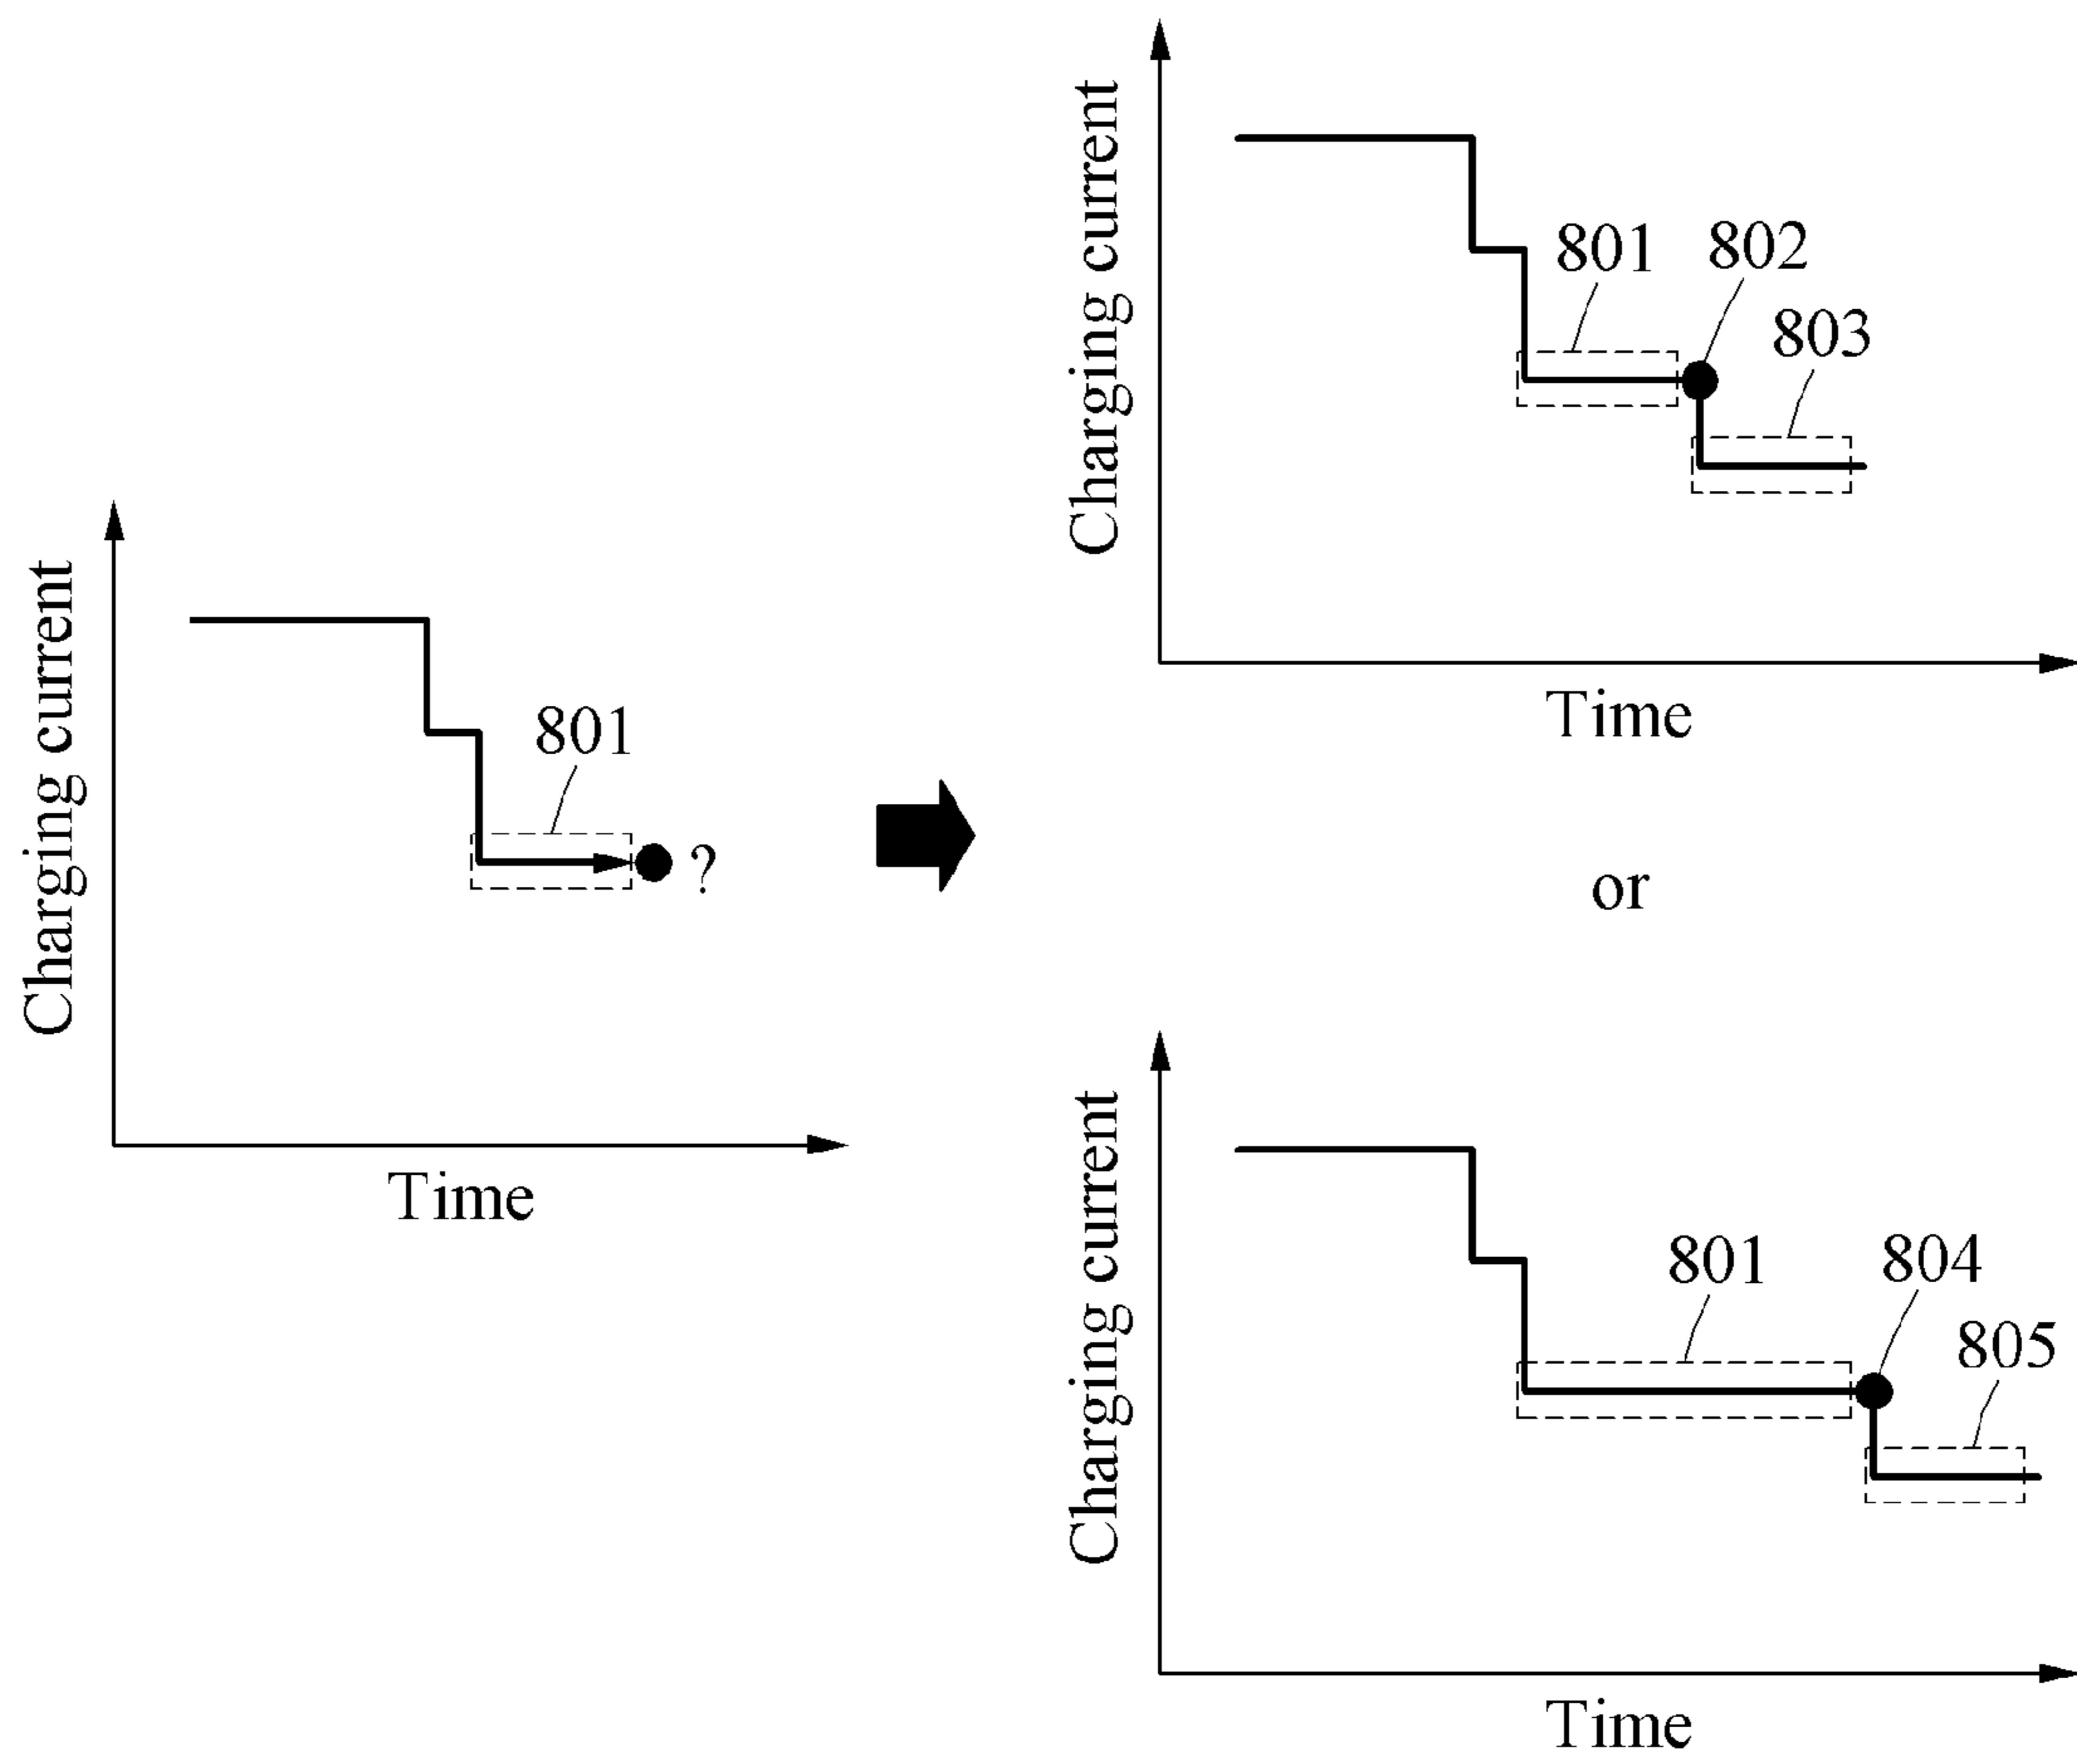 Charging current
801
?
Time
Charging current
801
802
803
Time
or
Charging current
801
804
805
Time